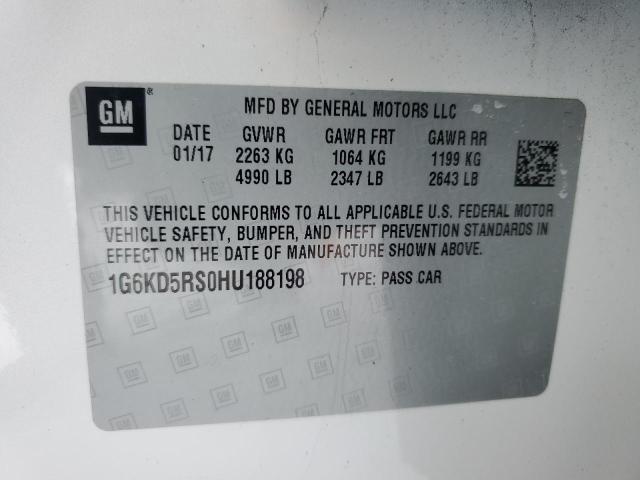 GM ® MFD BY GENERAL MOTORS LLC
DATE GVWR GAWR FRT GAWR RR
01/17 2263 KG 1064 KG 1199 KG
4990 LB 2347 LB 2643 LB
THIS VEHICLE CONFORMS TO ALL APPLICABLE U.S. FEDERAL MOTOR
VEHICLE SAFETY, BUMPER, AND THEFT PREVENTION STANDARDS IN
EFFECT ON THE DATE OF MANUFACTURE SHOWN ABOVE.
1G6KD5RS0HU188198 TYPE: PASS CAR